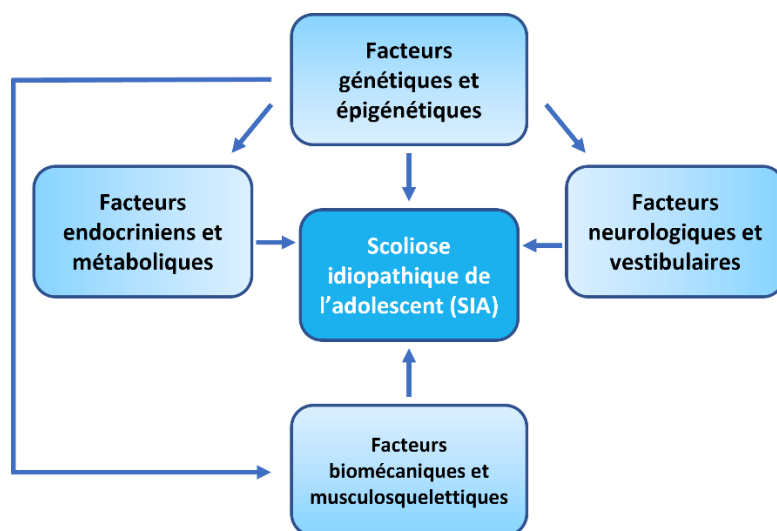 Facteurs
génétiques et
épigénétiques
Facteurs
endocriniens et
métaboliques
Scoliose
idiopathique de
l’adolescent (SIA)
Facteurs
neurologiques et
vestibulaires
Facteurs
biomécaniques et
musculosquelettiques